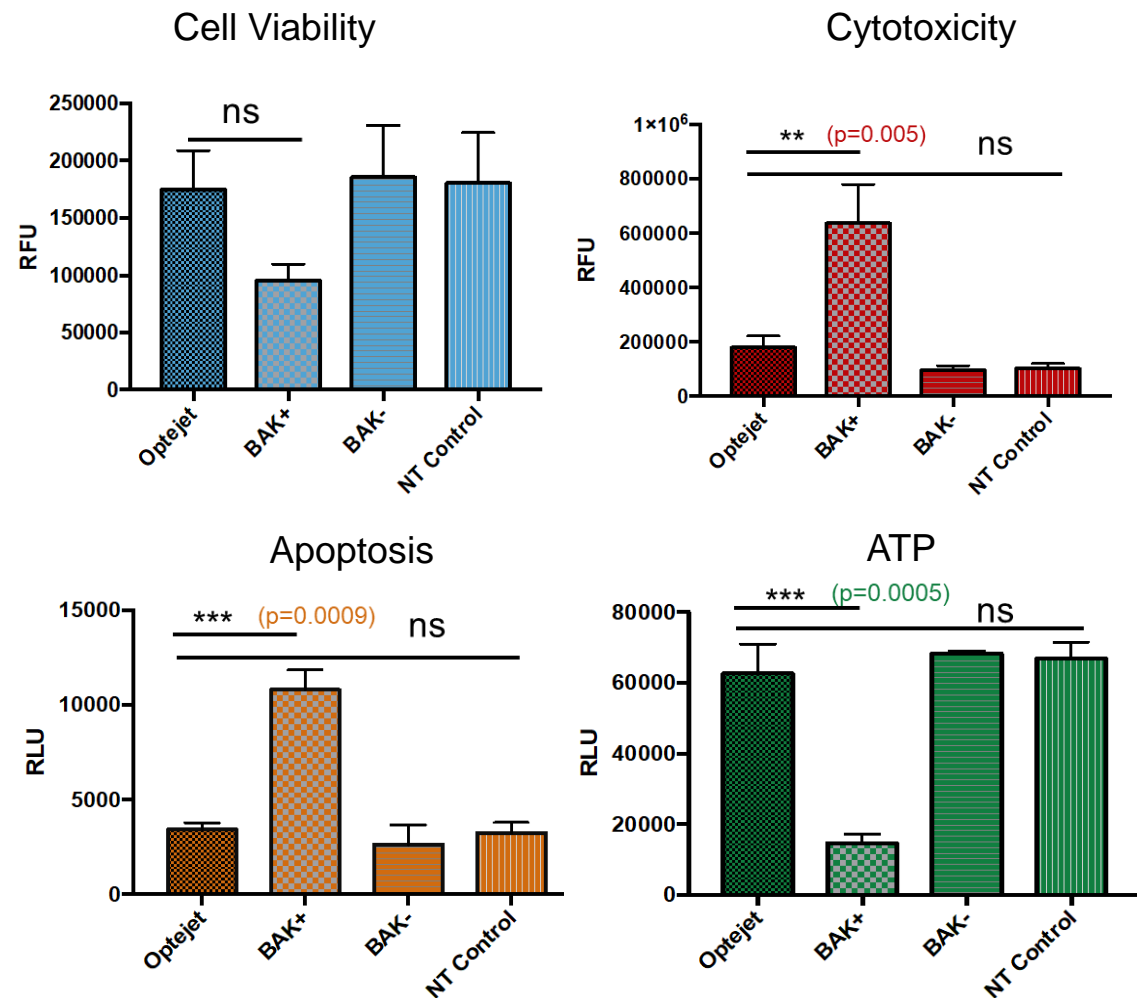 Cell Viability
250000
200000
150000
100000
50000
0
RFU
ns
Optejet
BAK+
BAK-
NT Control
Cytotoxicity
1×10⁶
800000
600000
400000
200000
0
RFU
** (p=0.005)
ns
Optejet
BAK+
BAK-
NT Control
Apoptosis
15000
10000
5000
0
RLU
*** (p=0.0009)
ns
Optejet
BAK+
BAK-
NT Control
ATP
80000
60000
40000
20000
0
RLU
*** (p=0.0005)
ns
Optejet
BAK+
BAK-
NT Control